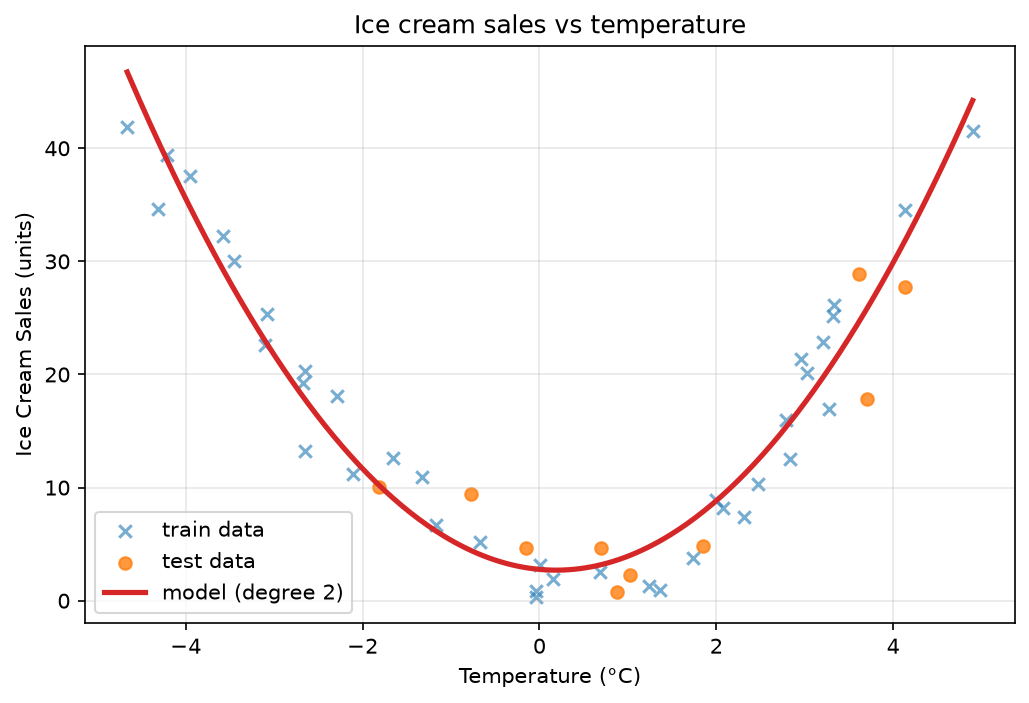 Ice cream sales vs temperature
Ice Cream Sales (units)
40
30
20
10
0
train data
test data
model (degree 2)
−4
−2
0
2
4
Temperature (°C)